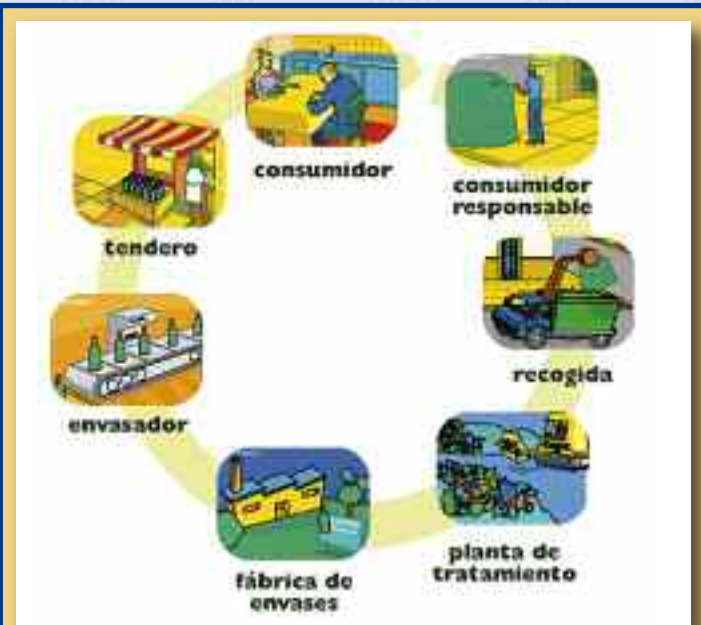 consumidor
consumidor
responsable
tendero
recogida
envasador
planta de
tratamiento
fábrica de
envases